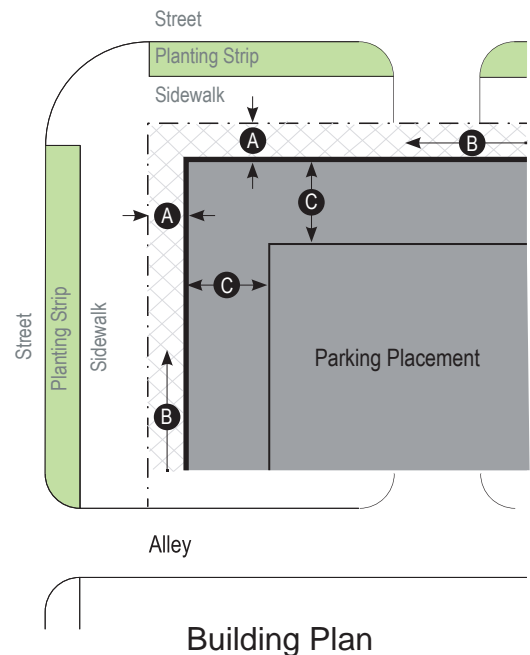 Street
Planting Strip
Sidewalk
A
B
C
A
C
Parking Placement
Street
Planting Strip
Sidewalk
B
Alley
Building Plan